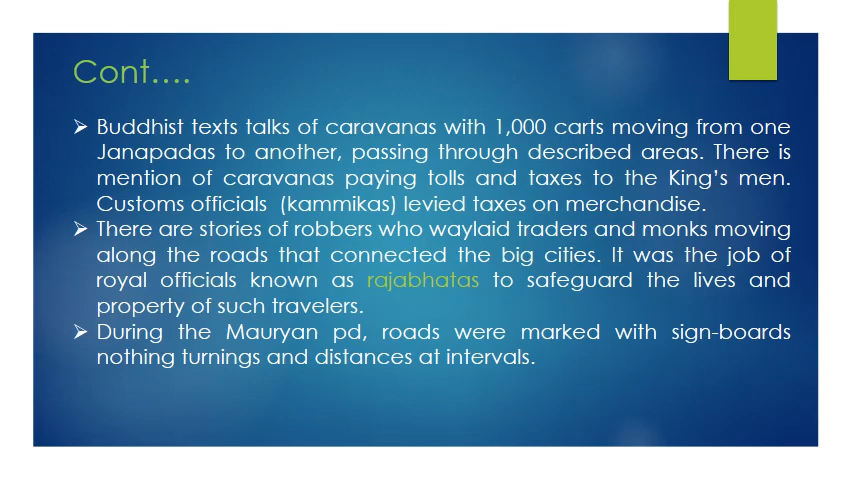 Cont….
➢ Buddhist texts talks of caravanas with 1,000 carts moving from one
Janapadas to another, passing through described areas. There is
mention of caravanas paying tolls and taxes to the King’s men.
Customs officials (kammikas) levied taxes on merchandise.
➢ There are stories of robbers who waylaid traders and monks moving
along the roads that connected the big cities. It was the job of
royal officials known as rajabhatas to safeguard the lives and
property of such travelers.
➢ During the Mauryan pd, roads were marked with sign-boards
nothing turnings and distances at intervals.